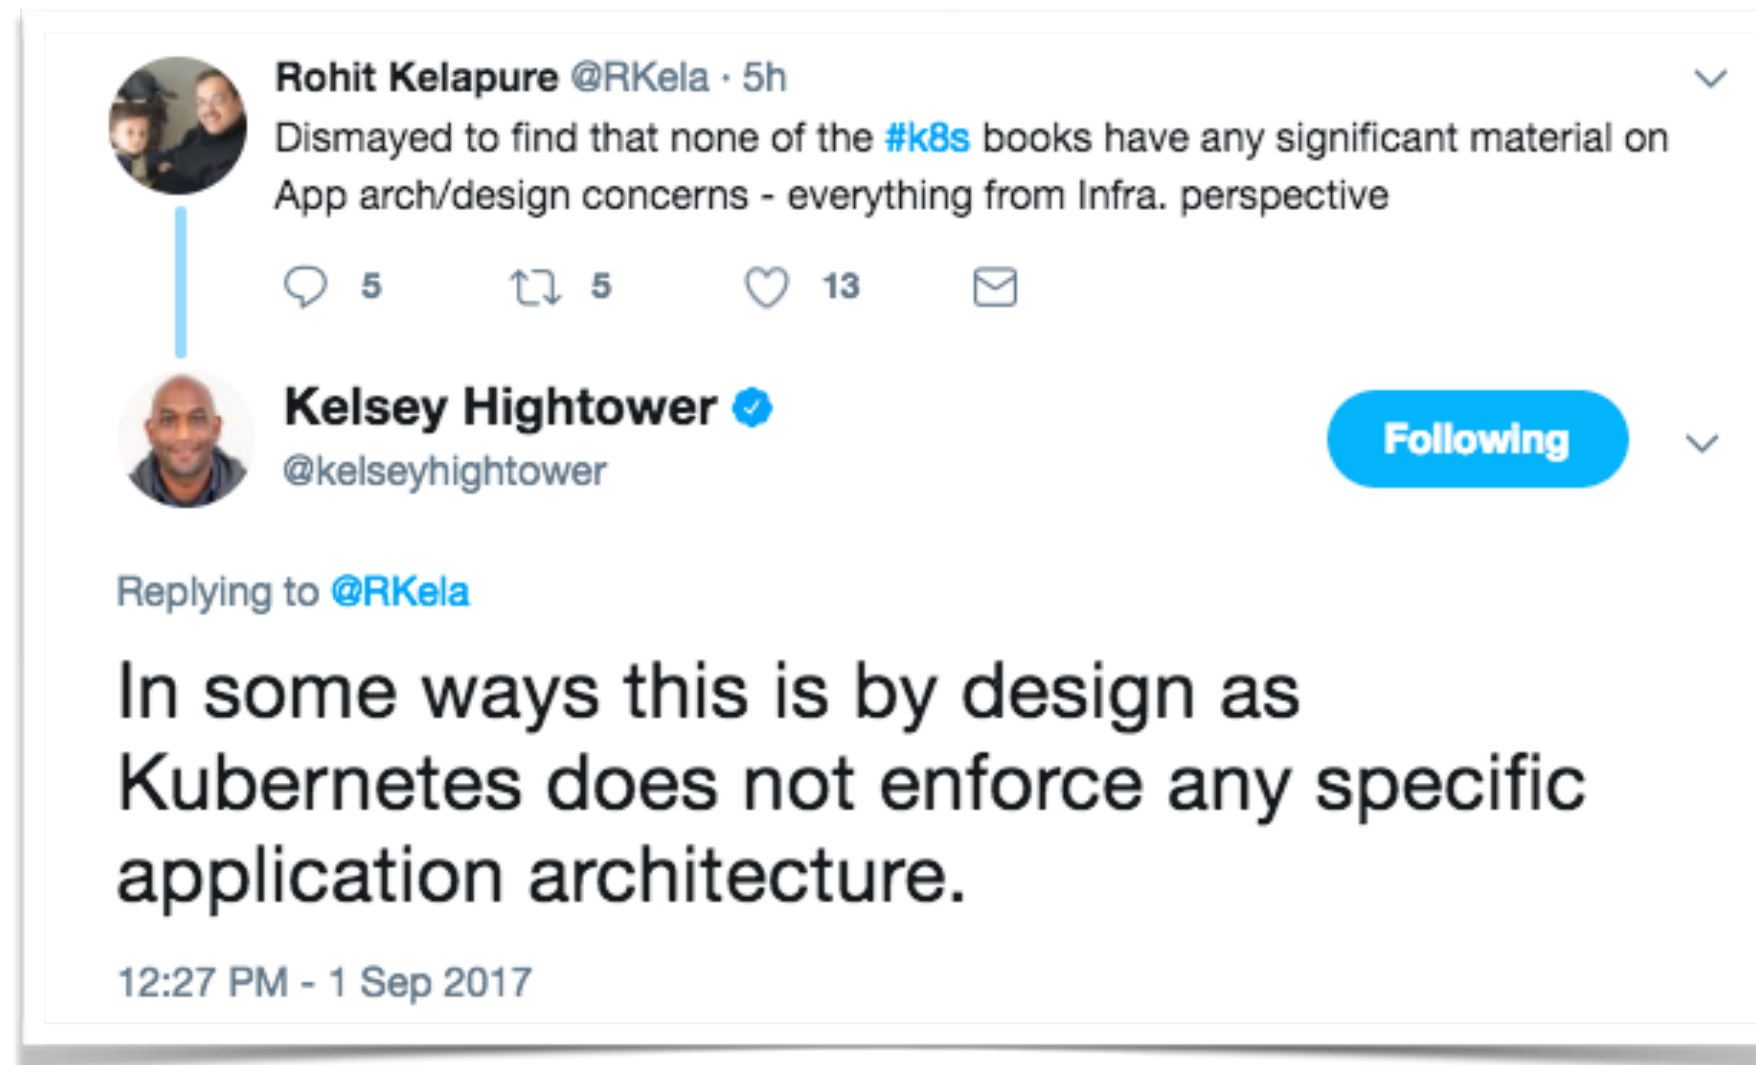 Rohit Kelapure @RKela · 5h
Dismayed to find that none of the #k8s books have any significant material on
App arch/design concerns - everything from Infra. perspective
5 5 13
Kelsey Hightower
@kelseyhightower
Following
Replying to @RKela
In some ways this is by design as
Kubernetes does not enforce any specific
application architecture.
12:27 PM - 1 Sep 2017